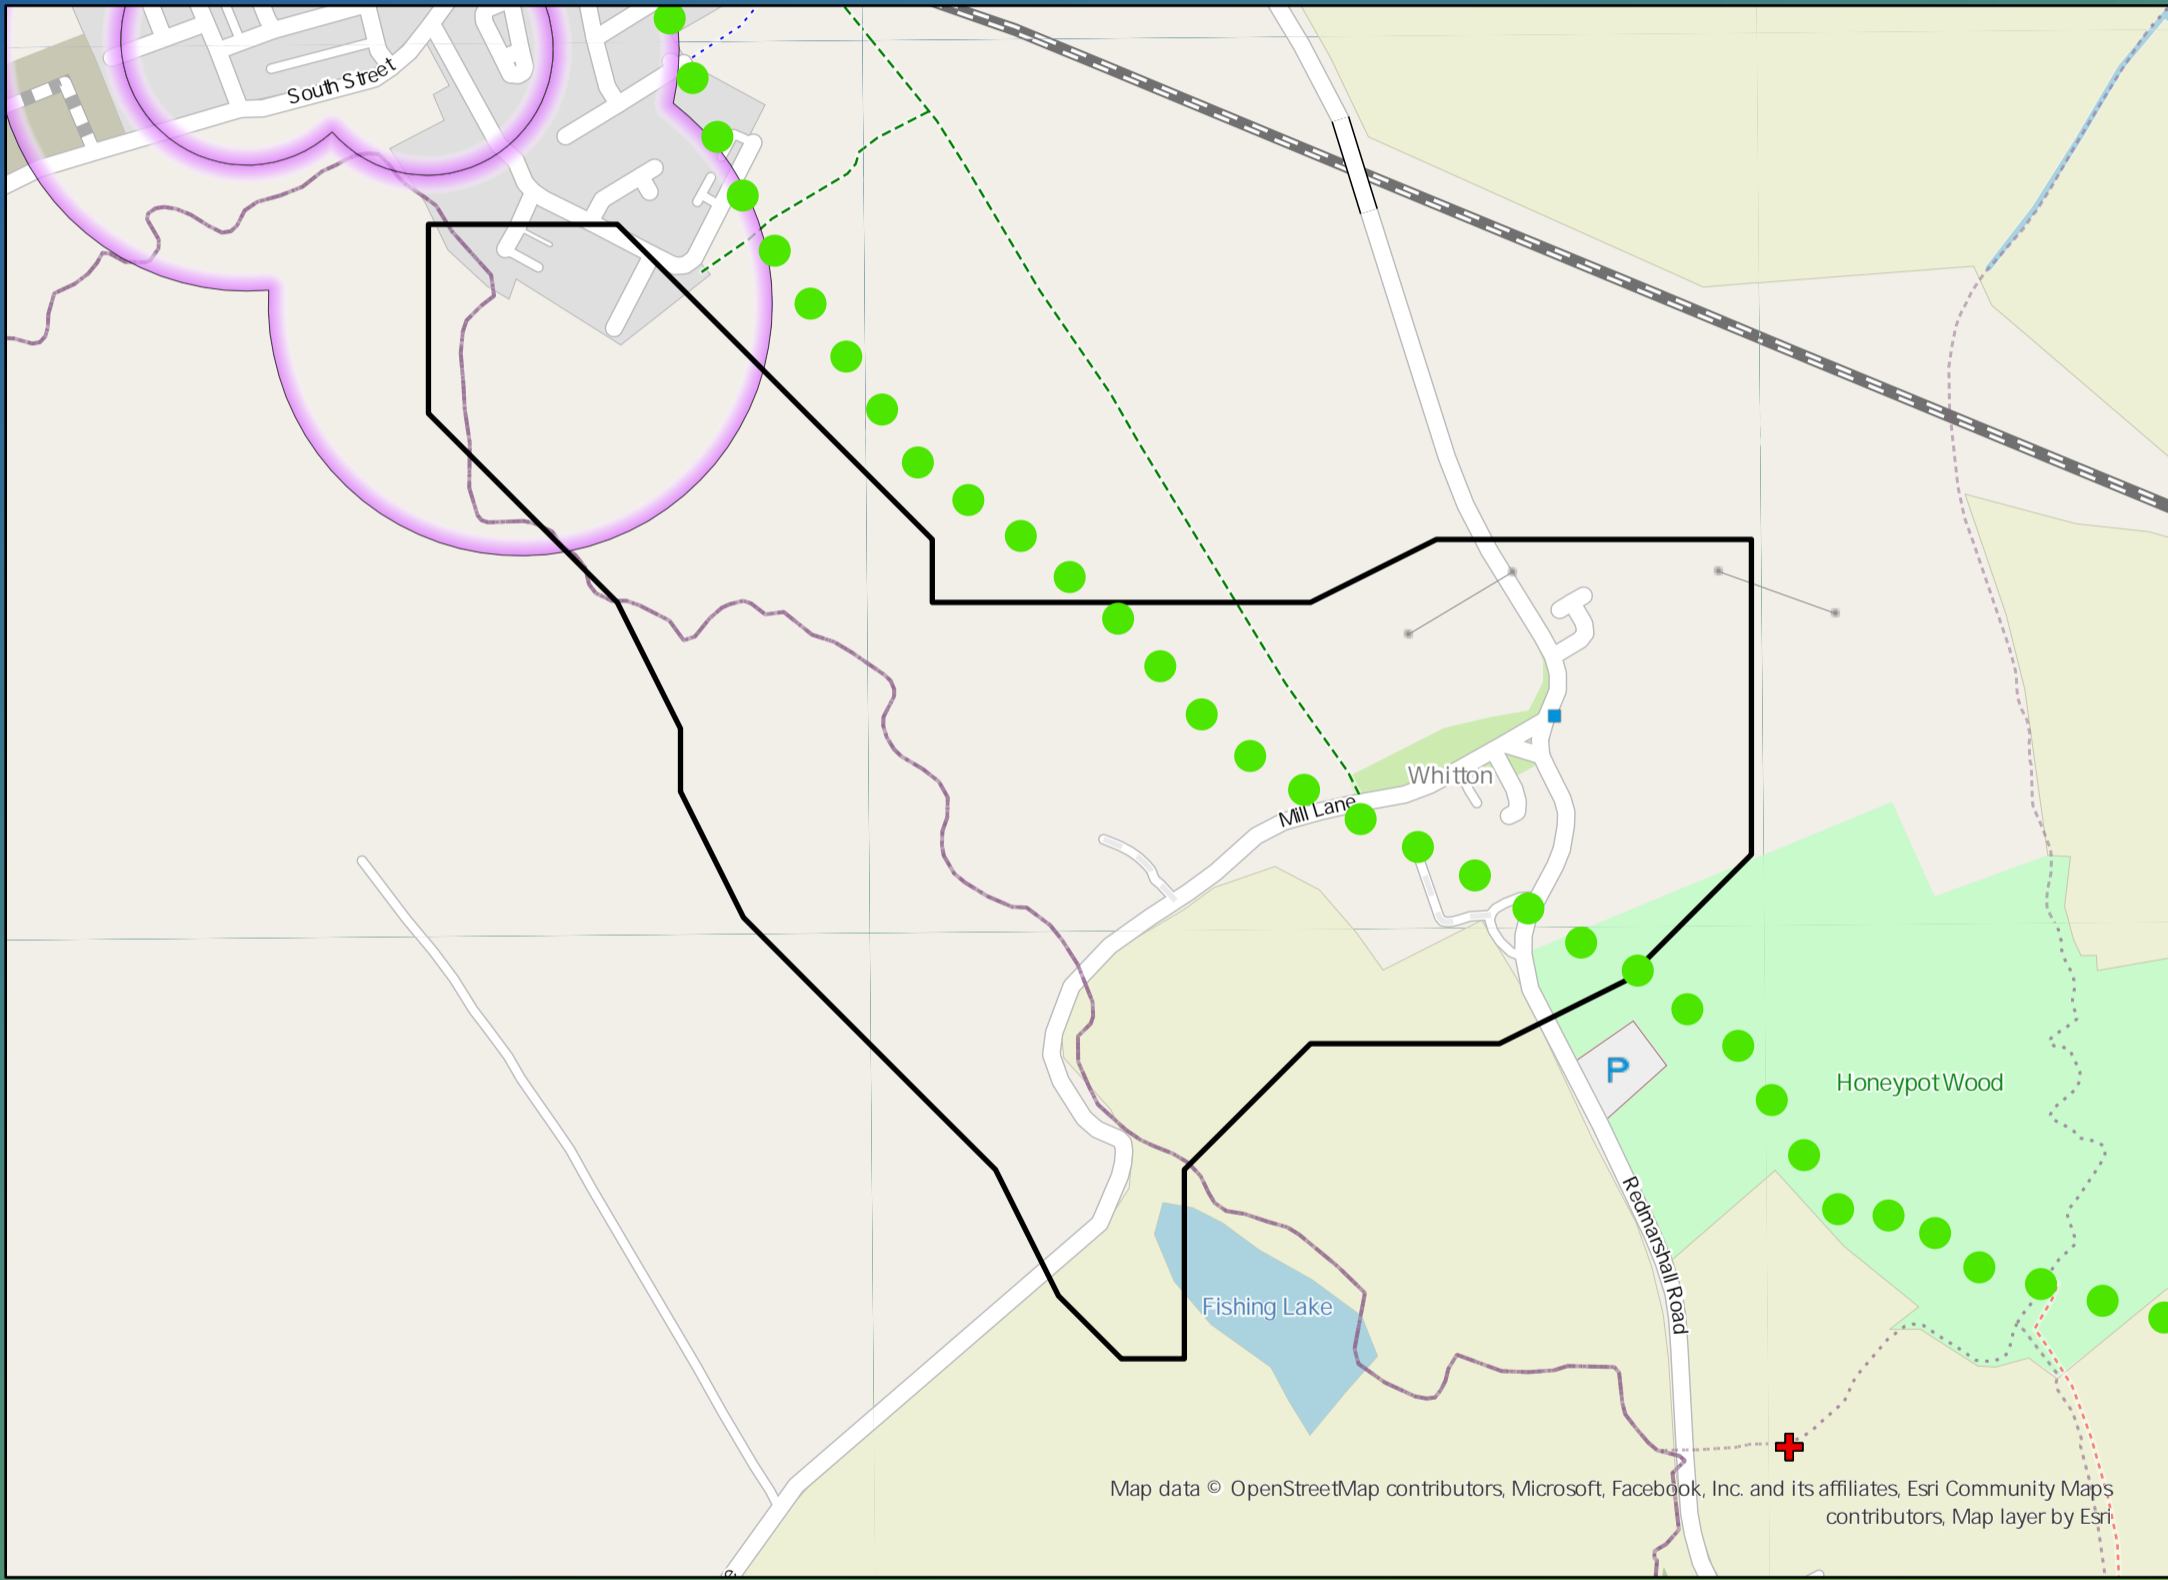 South Street
Whitton
Mill Lane
P
Honeypot Wood
Redmarshall Road
Fishing Lake
Map data © OpenStreetMap contributors, Microsoft, Facebook, Inc. and its affiliates, Esri Community Maps
contributors, Map layer by Esri